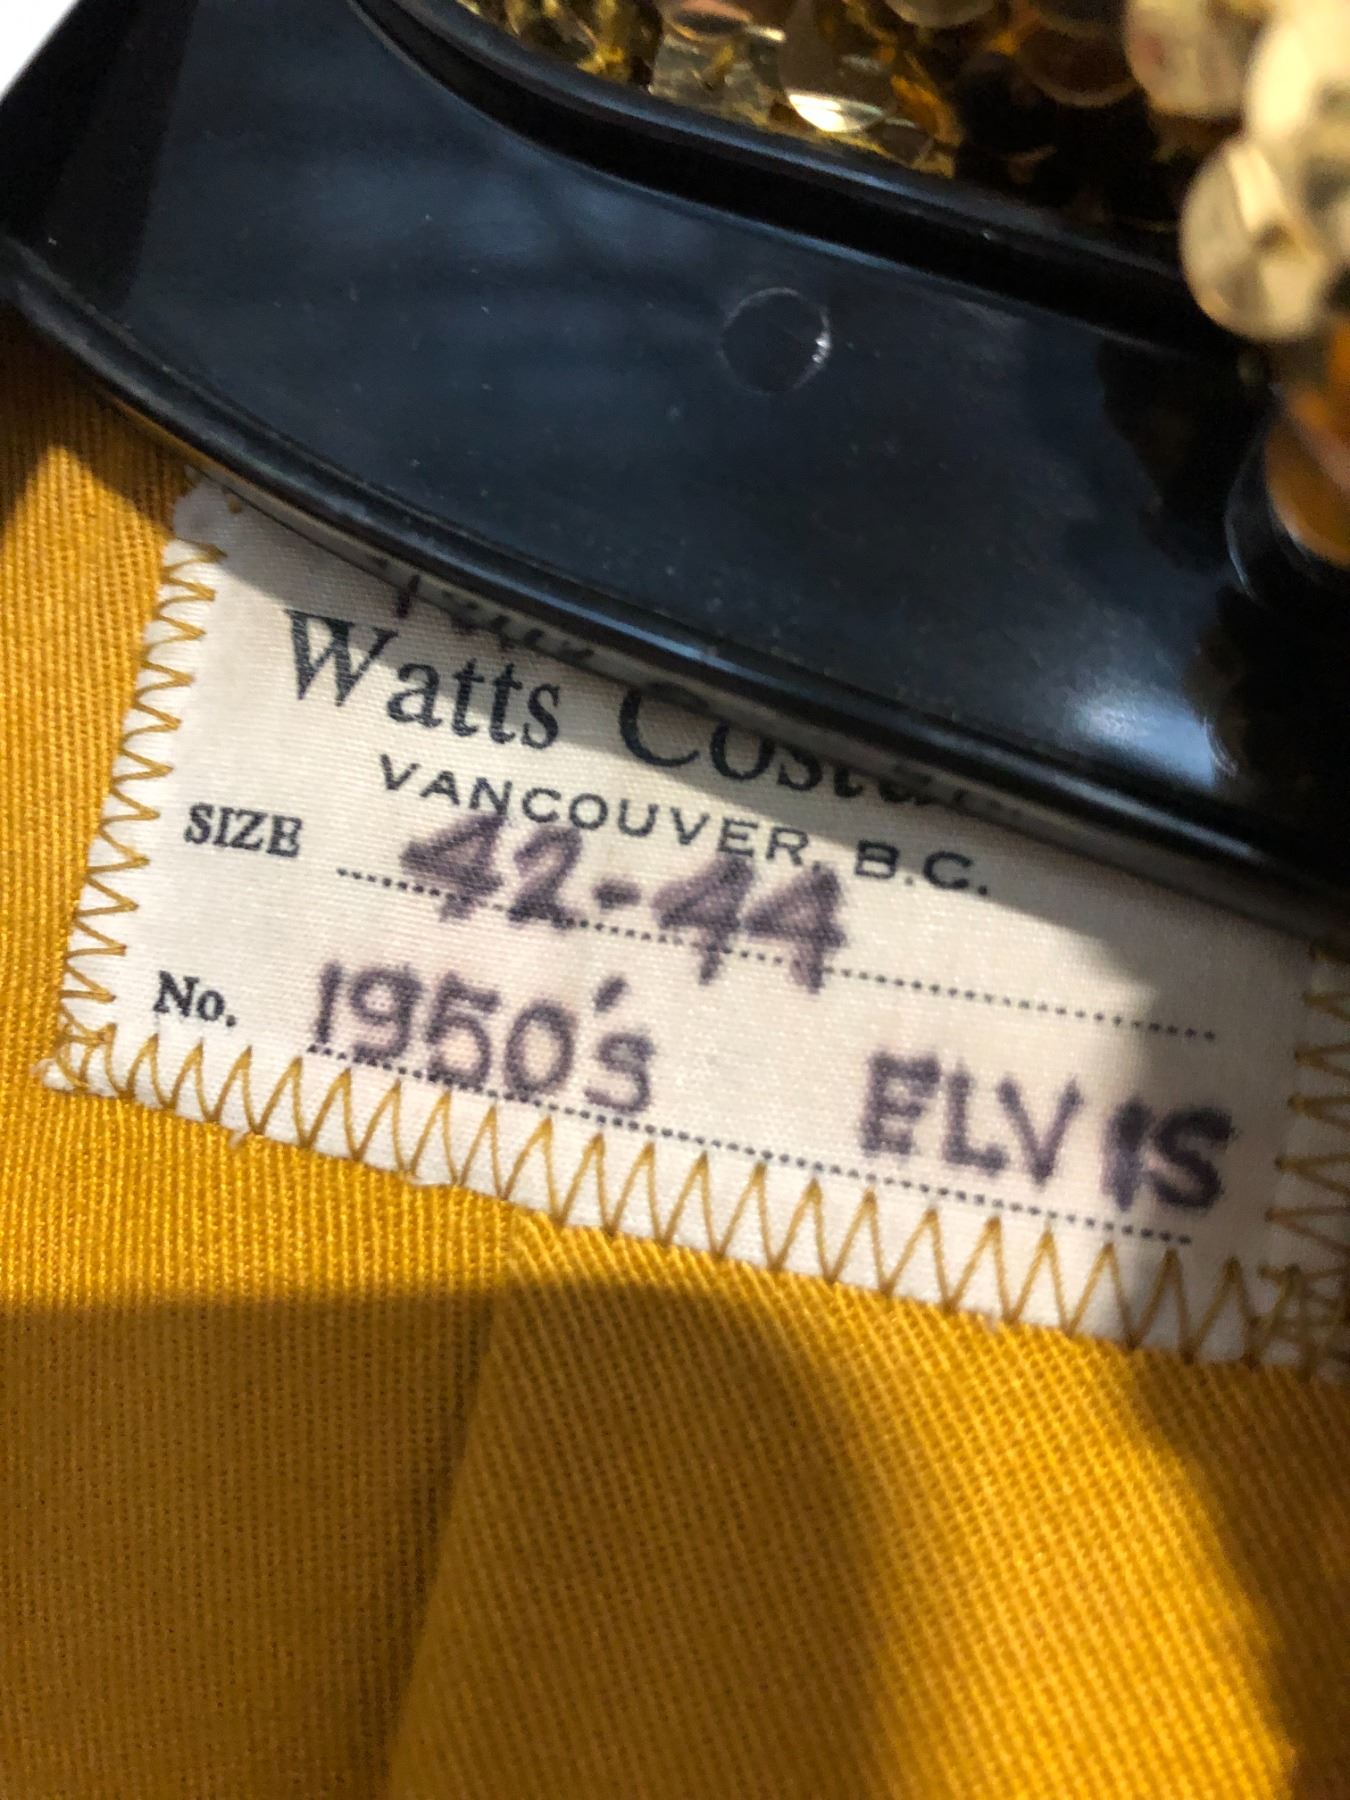 Watts
VANCOUVER, B.C.
SIZE 42-44
No. 1950's ELVIS